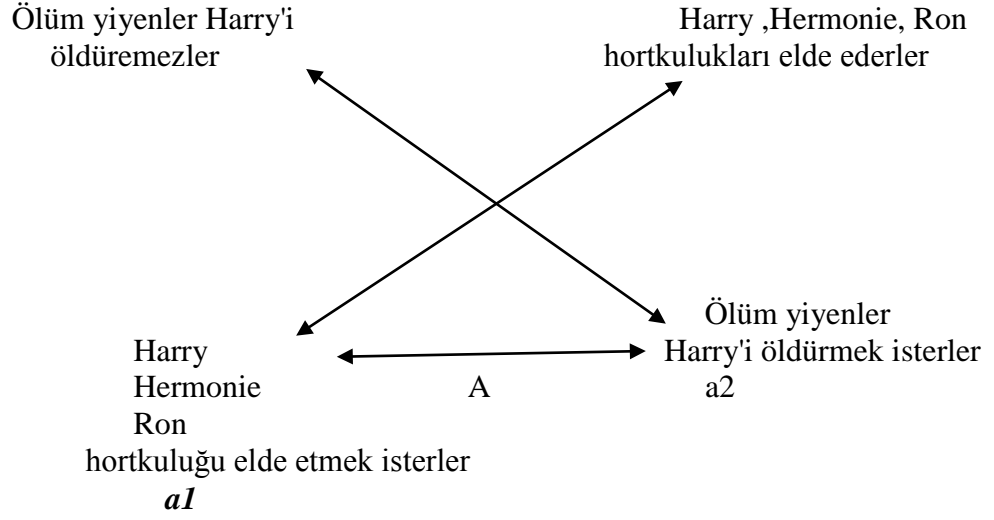 Ölüm yiyenler Harry'i
öldüremezler
Harry ,Hermonie, Ron
hortkulukları elde ederler
Ölüm yiyenler
Harry'i öldürmek isterler
a2
A
Harry
Hermonie
Ron
hortkuluğu elde etmek isterler
a1